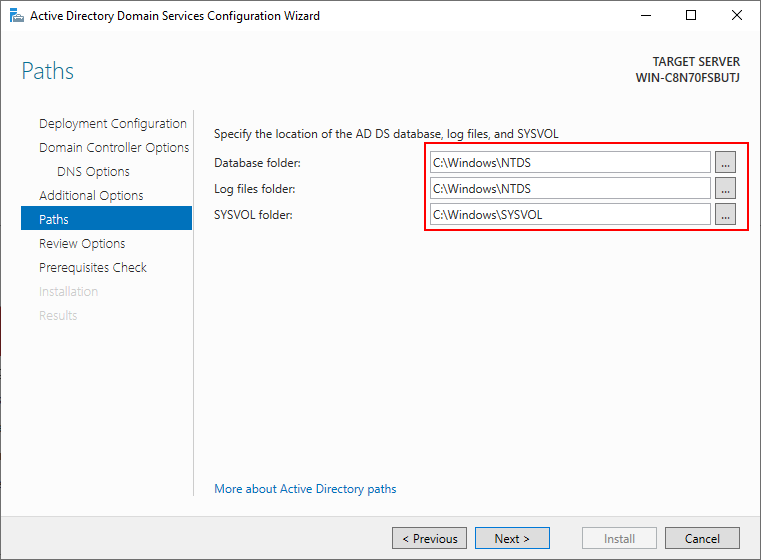 Active Directory Domain Services Configuration Wizard
Paths
TARGET SERVER
WIN-C8N70FSBUTJ
Deployment Configuration
Domain Controller Options
DNS Options
Additional Options
Paths
Review Options
Prerequisites Check
Installation
Results
Specify the location of the AD DS database, log files, and SYSVOL
Database folder: C:\Windows\NTDS ...
Log files folder: C:\Windows\NTDS ...
SYSVOL folder: C:\Windows\SYSVOL ...
More about Active Directory paths
< Previous Next > Install Cancel